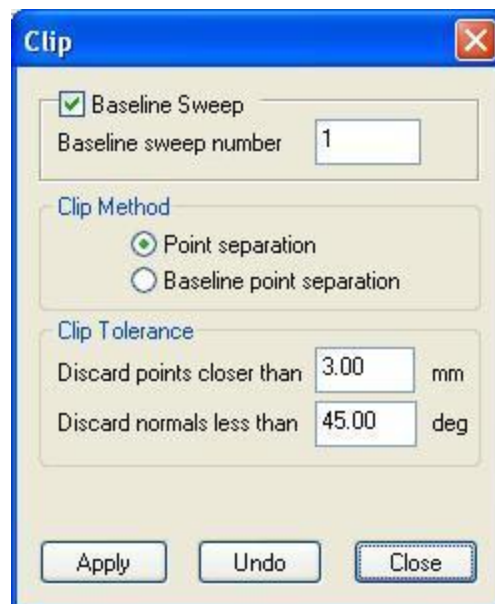 Clip
Baseline Sweep
Baseline sweep number 1
Clip Method
Point separation
Baseline point separation
Clip Tolerance
Discard points closer than 3.00 mm
Discard normals less than 45.00 deg
Apply Undo Close